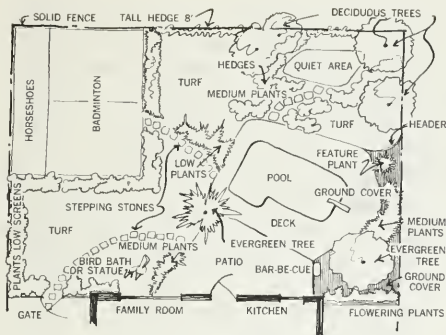 SOLID FENCE
TALL HEDGE 8'
DECIDUOUS TREES
HEDGES
QUIET AREA
TURF
MEDIUM PLANTS
HORSESHOES
BADMINTON
TURF
HEADER
LOW
PLANTS
FEATURE
PLANT
POOL
GROUND COVER
PLANTS LOW SCREENS
STEPPING STONES
DECK
TURF
MEDIUM
PLANTS
MEDIUM PLANTS
EVERGREEN TREE
EVERGREEN
TREE
BIRD BATH
OR STATUE
PATIO
BAR-BE-CUE
GROUND
COVER
GATE
FAMILY ROOM
KITCHEN
FLOWERING PLANTS